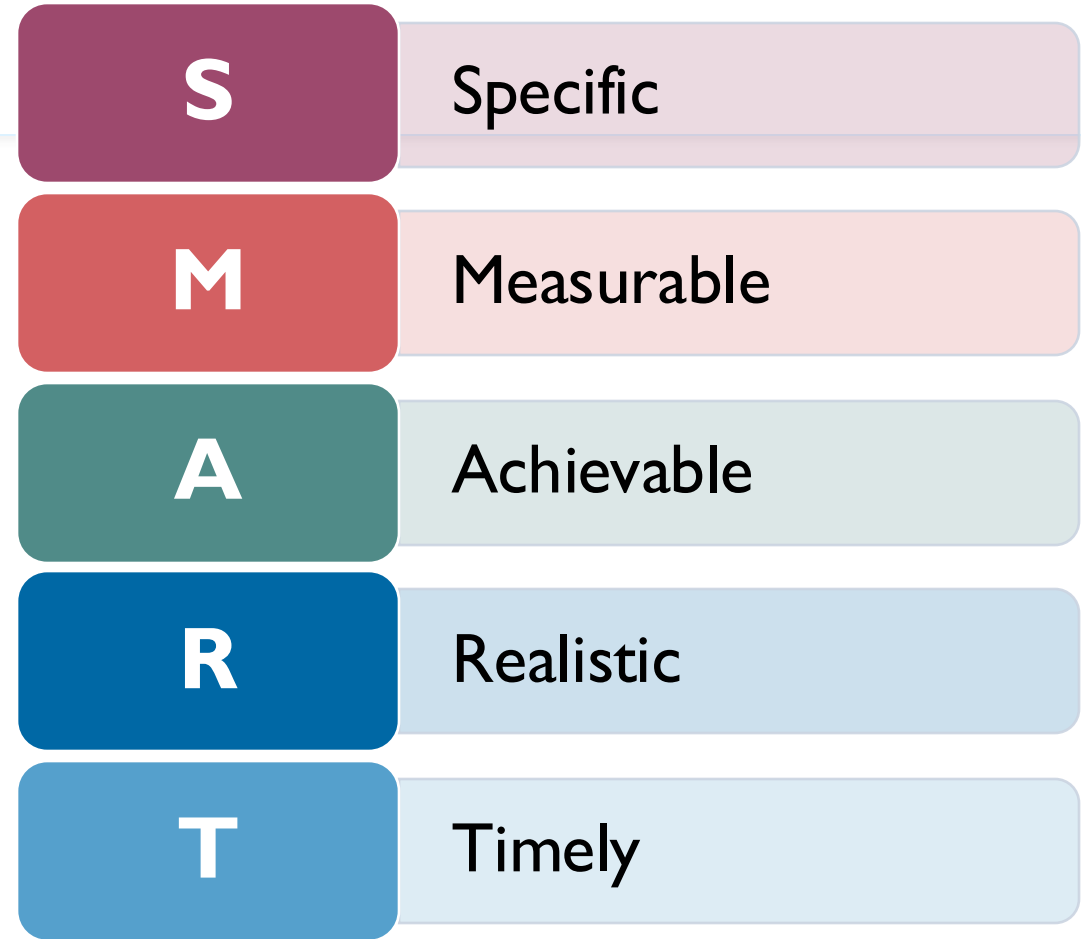 S Specific
M Measurable
A Achievable
R Realistic
T Timely